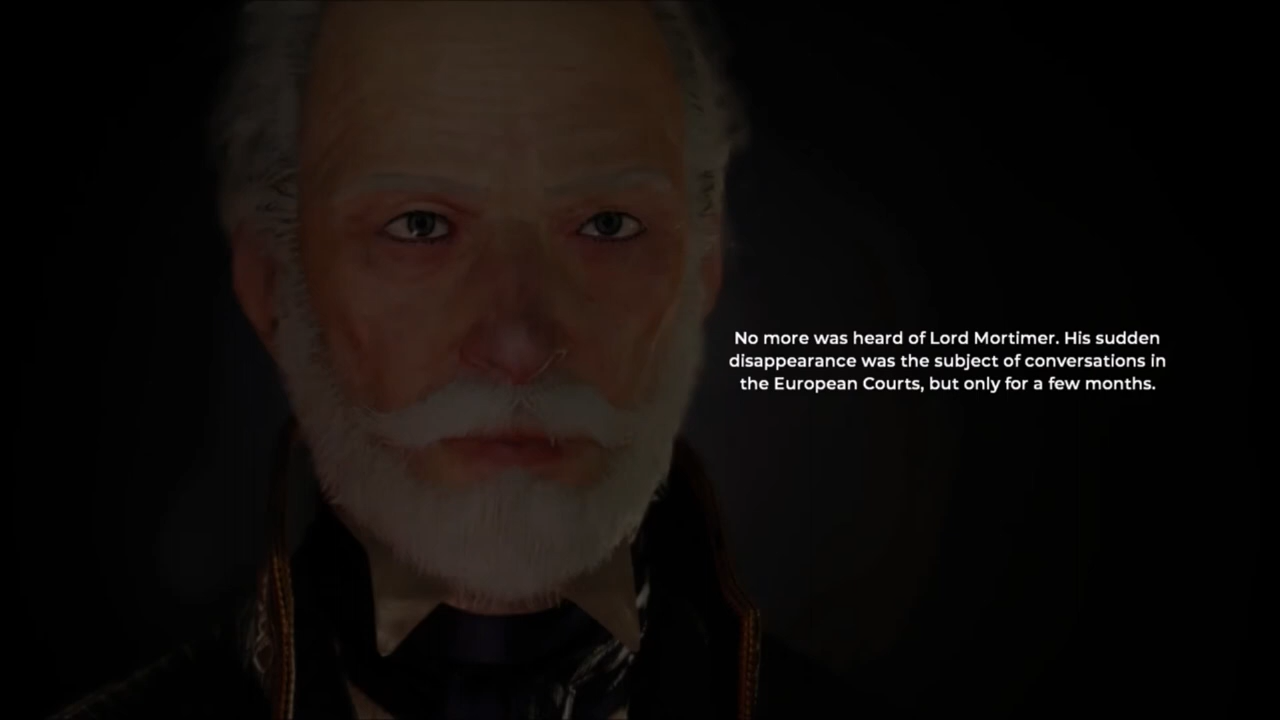 No more was heard of Lord Mortimer. His sudden
disappearance was the subject of conversations in
the European Courts, but only for a few months.